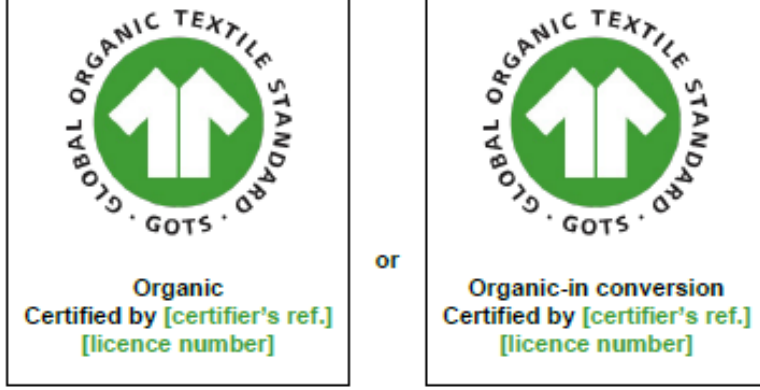 GLOBAL ORGANIC TEXTILE STANDARD · GOTS ·
Organic
Certified by [certifier's ref.]
[licence number]
or
GLOBAL ORGANIC TEXTILE STANDARD · GOTS ·
Organic-in conversion
Certified by [certifier's ref.]
[licence number]